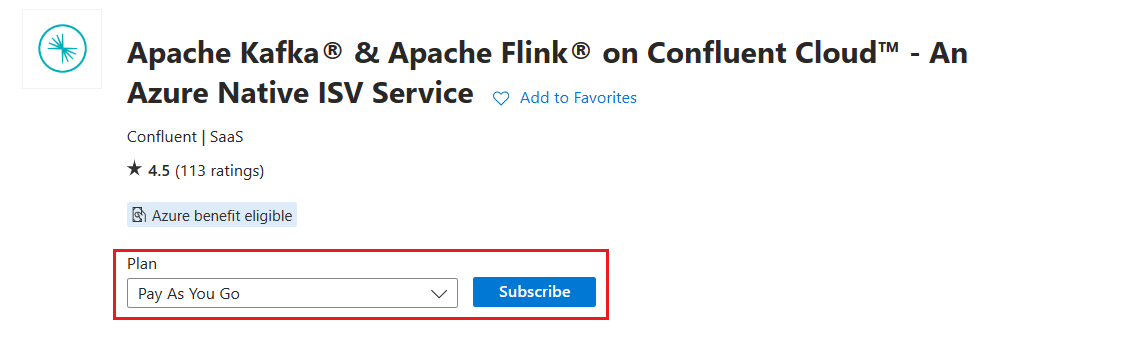 Apache Kafka® & Apache Flink® on Confluent Cloud™ - An
Azure Native ISV Service
Add to Favorites
Confluent | SaaS
★ 4.5 (113 ratings)
Azure benefit eligible
Plan
Pay As You Go
Subscribe